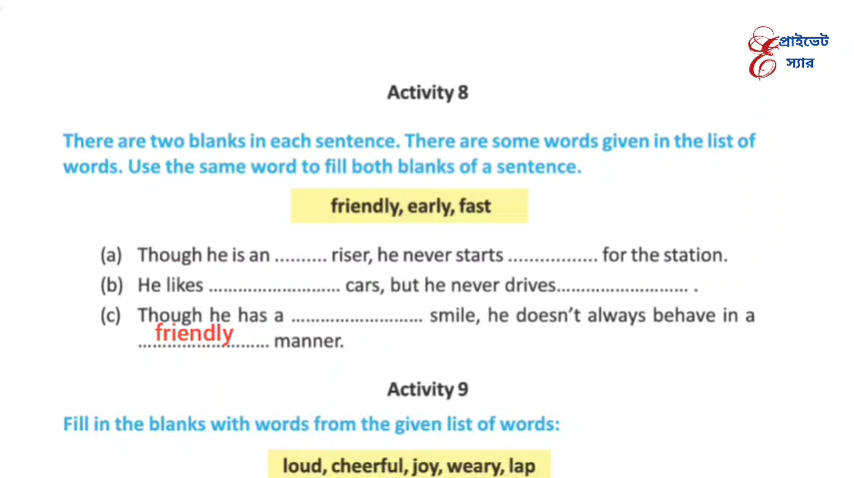 প্রাইভেট
স্যার
Activity 8
There are two blanks in each sentence. There are some words given in the list of
words. Use the same word to fill both blanks of a sentence.
friendly, early, fast
(a) Though he is an .......... riser, he never starts ................. for the station.
(b) He likes ......................... cars, but he never drives......................... .
(c) Though he has a ......................... smile, he doesn't always behave in a
friendly
......................... manner.
Activity 9
Fill in the blanks with words from the given list of words:
loud, cheerful, joy, weary, lap